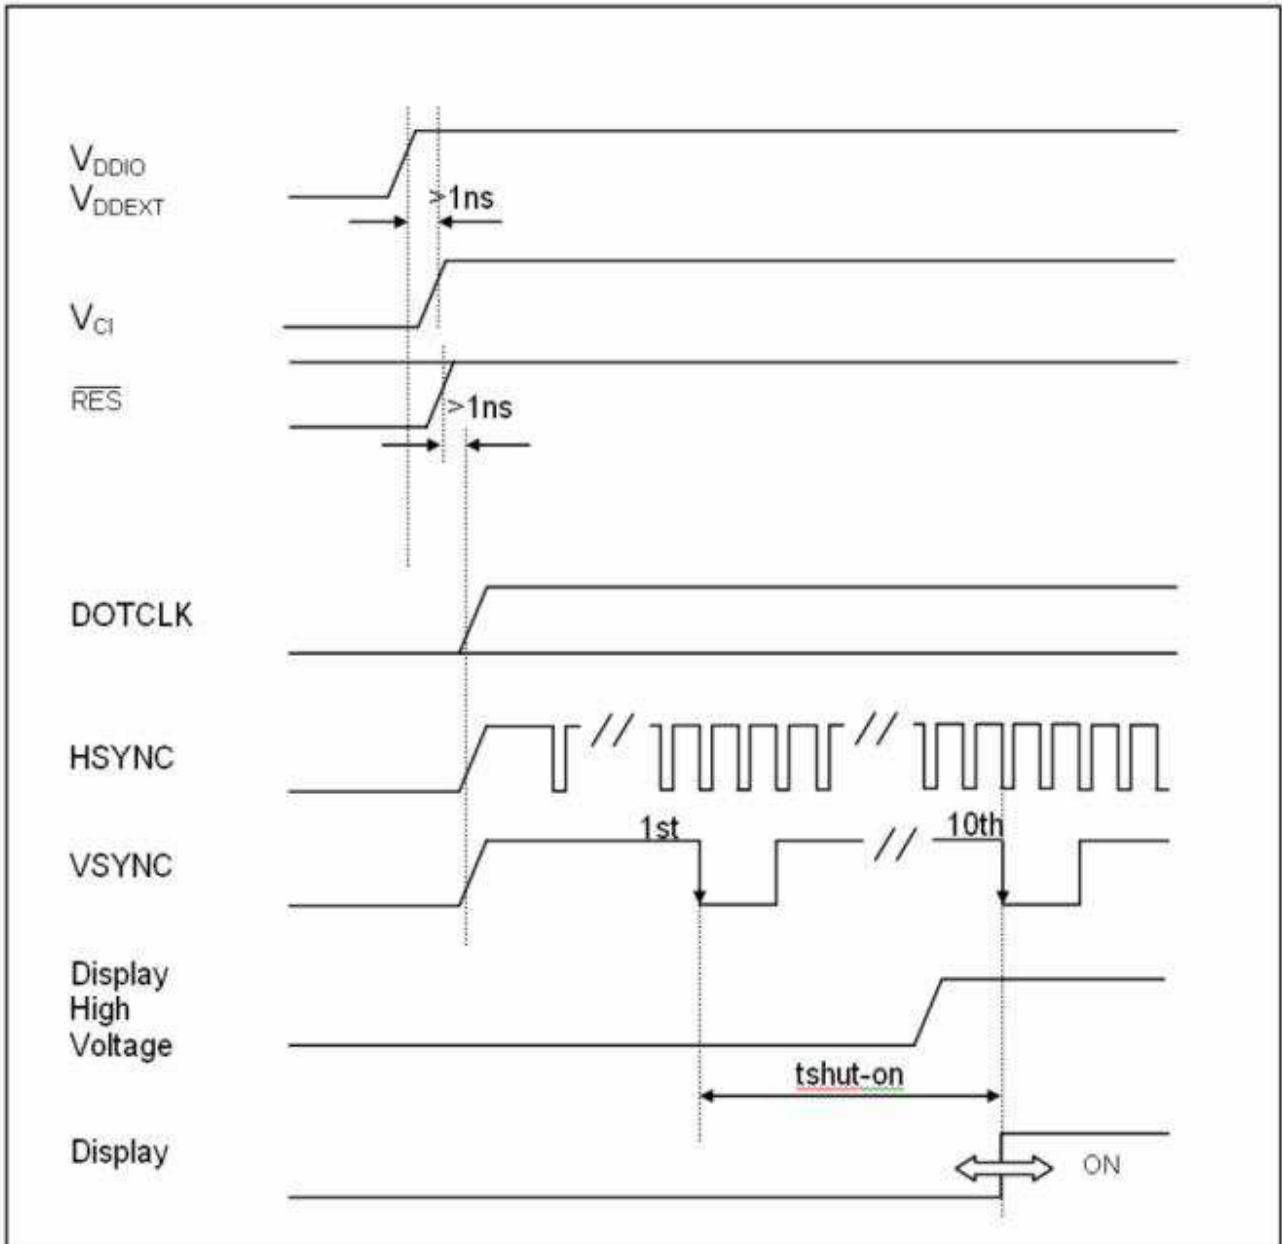 VDDIO
VDDEXT
>1ns
VCI
RES
>1ns
DOTCLK
HSYNC
1st
10th
VSYNC
Display
High
Voltage
tshut-on
Display
ON